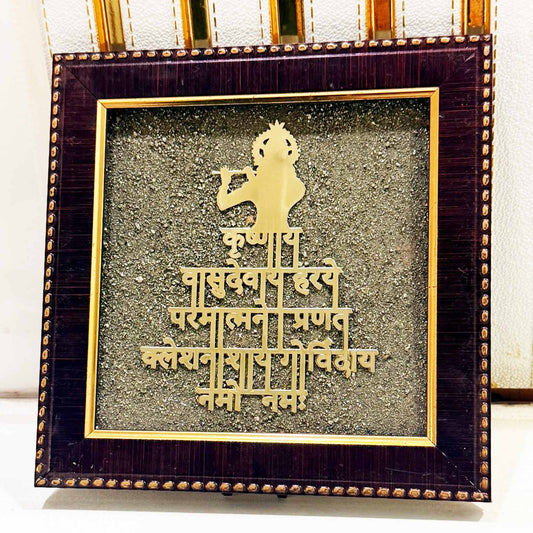 कृष्णाय
वासुदेवाय हरये
परमात्मने प्रणत
क्लेशनाशाय गोविंदाय
नमो नमः